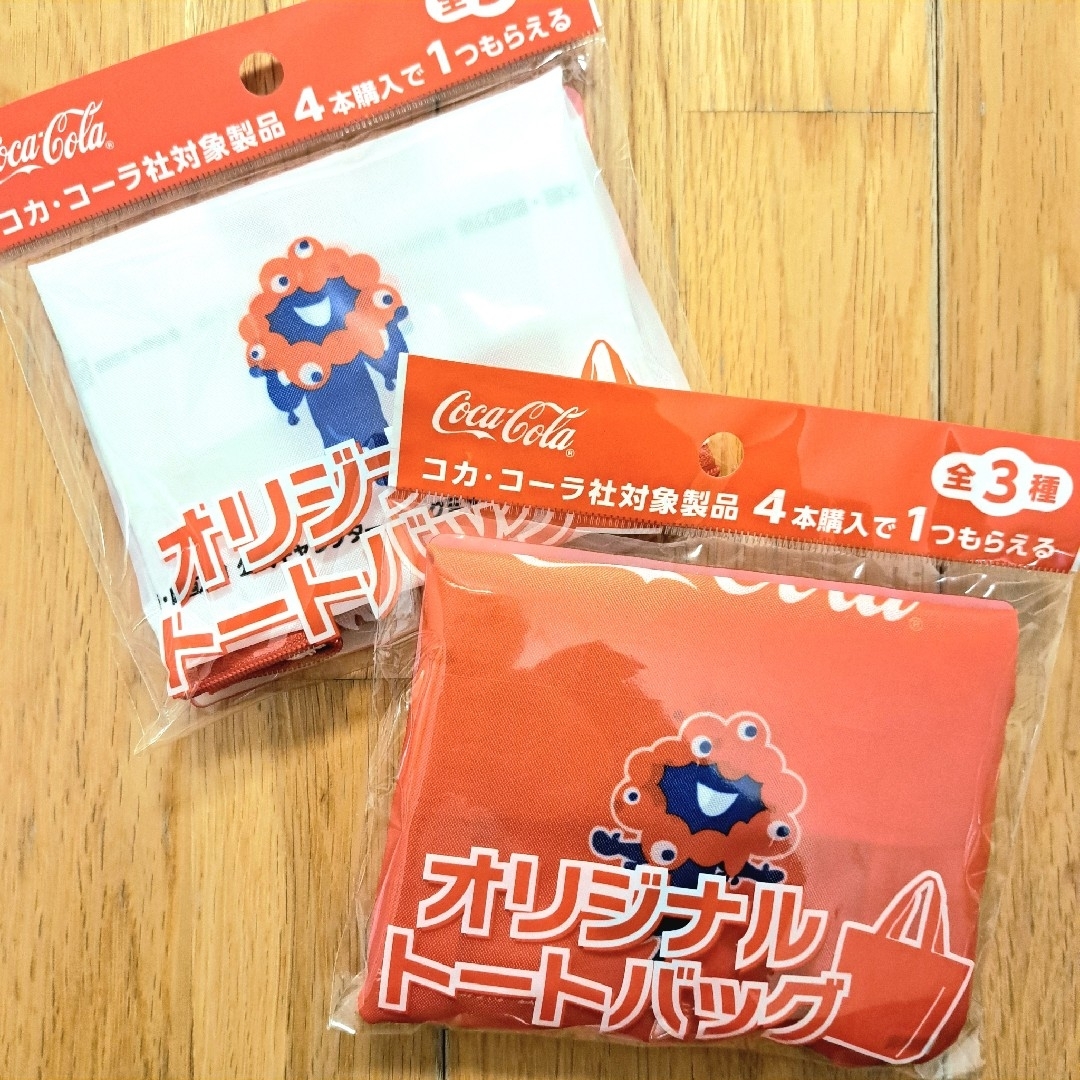 Coca-Cola
コカ・コーラ社対象製品 4本購入で1つもらえる
オリジ
トートバッグ
Coca-Cola
全3種
コカ・コーラ社対象製品 4本購入で1つもらえる
オリジナル
トートバッグ